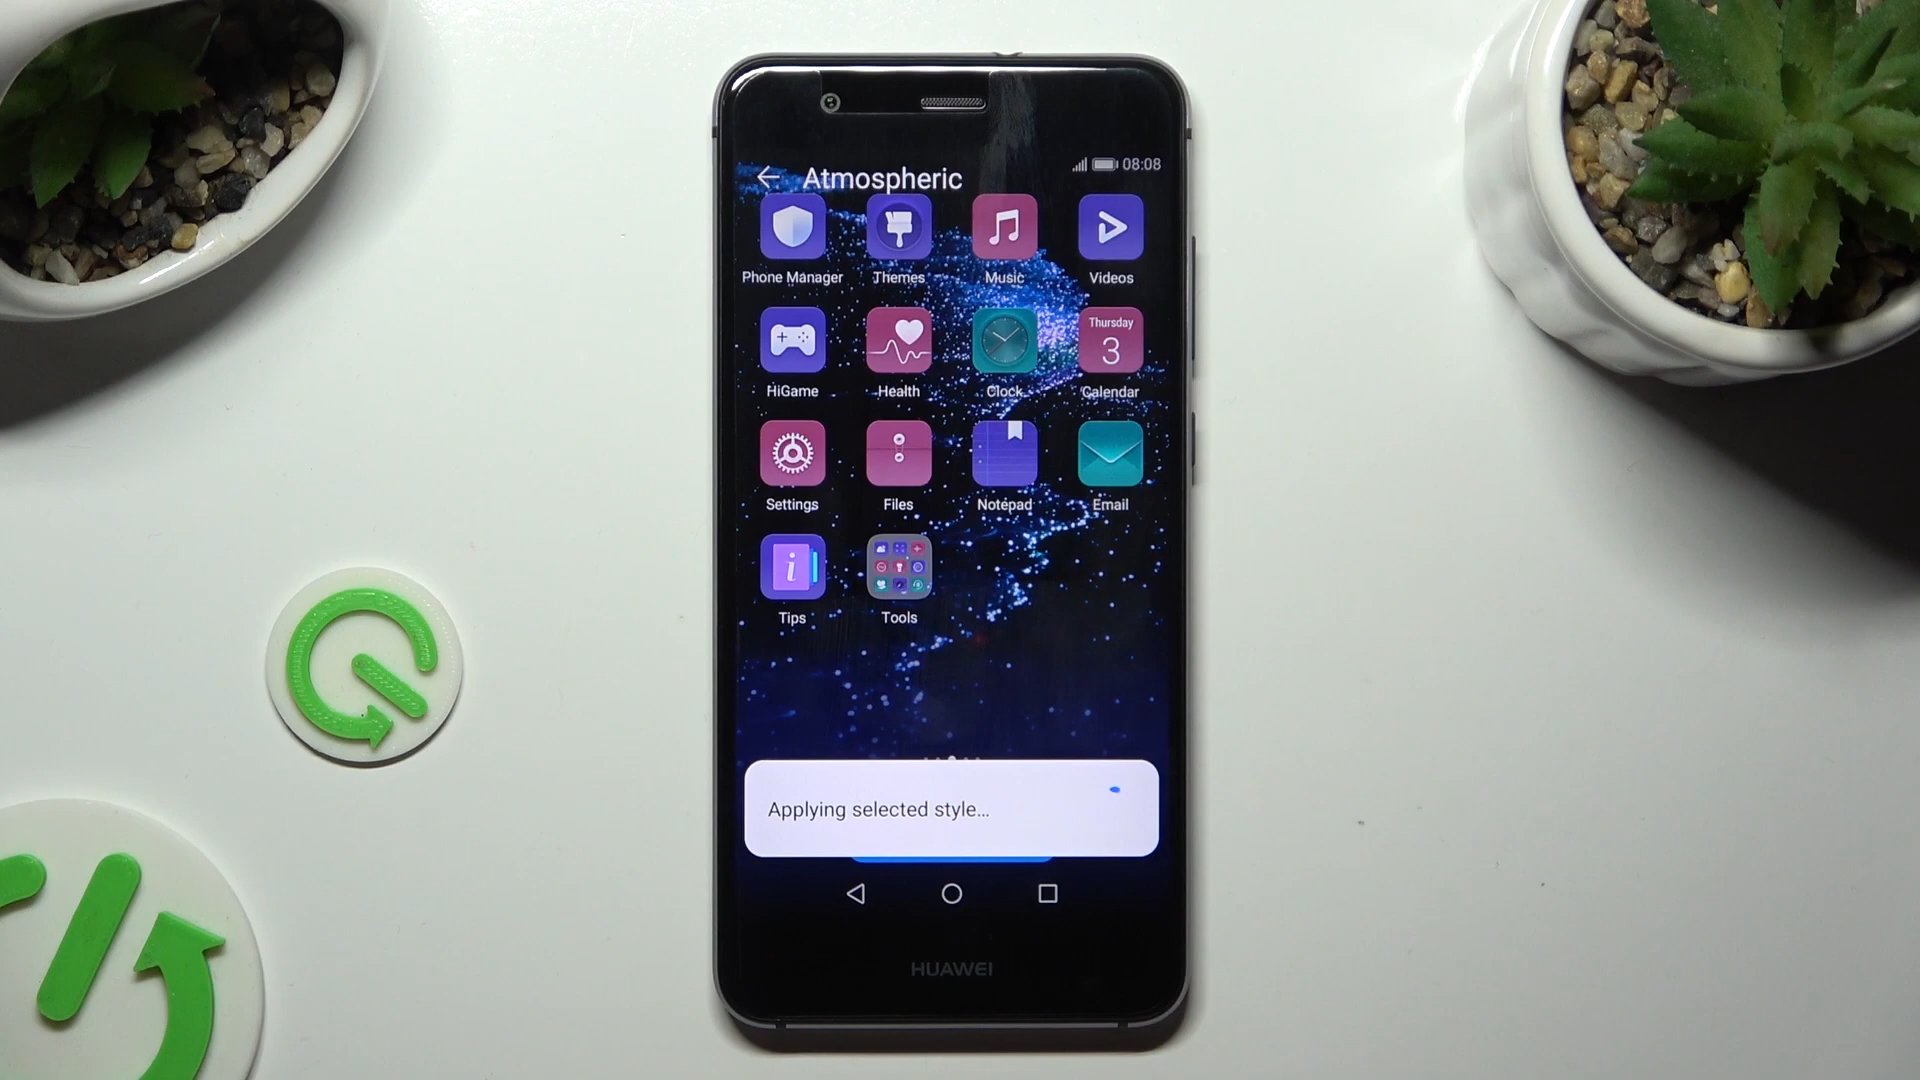 08:08
Atmospheric
Phone Manager Themes Music Videos
Thursday
3
HiGame Health Clock Calendar
Settings Files Notepad Email
i
Tips Tools
Applying selected style...
HUAWEI